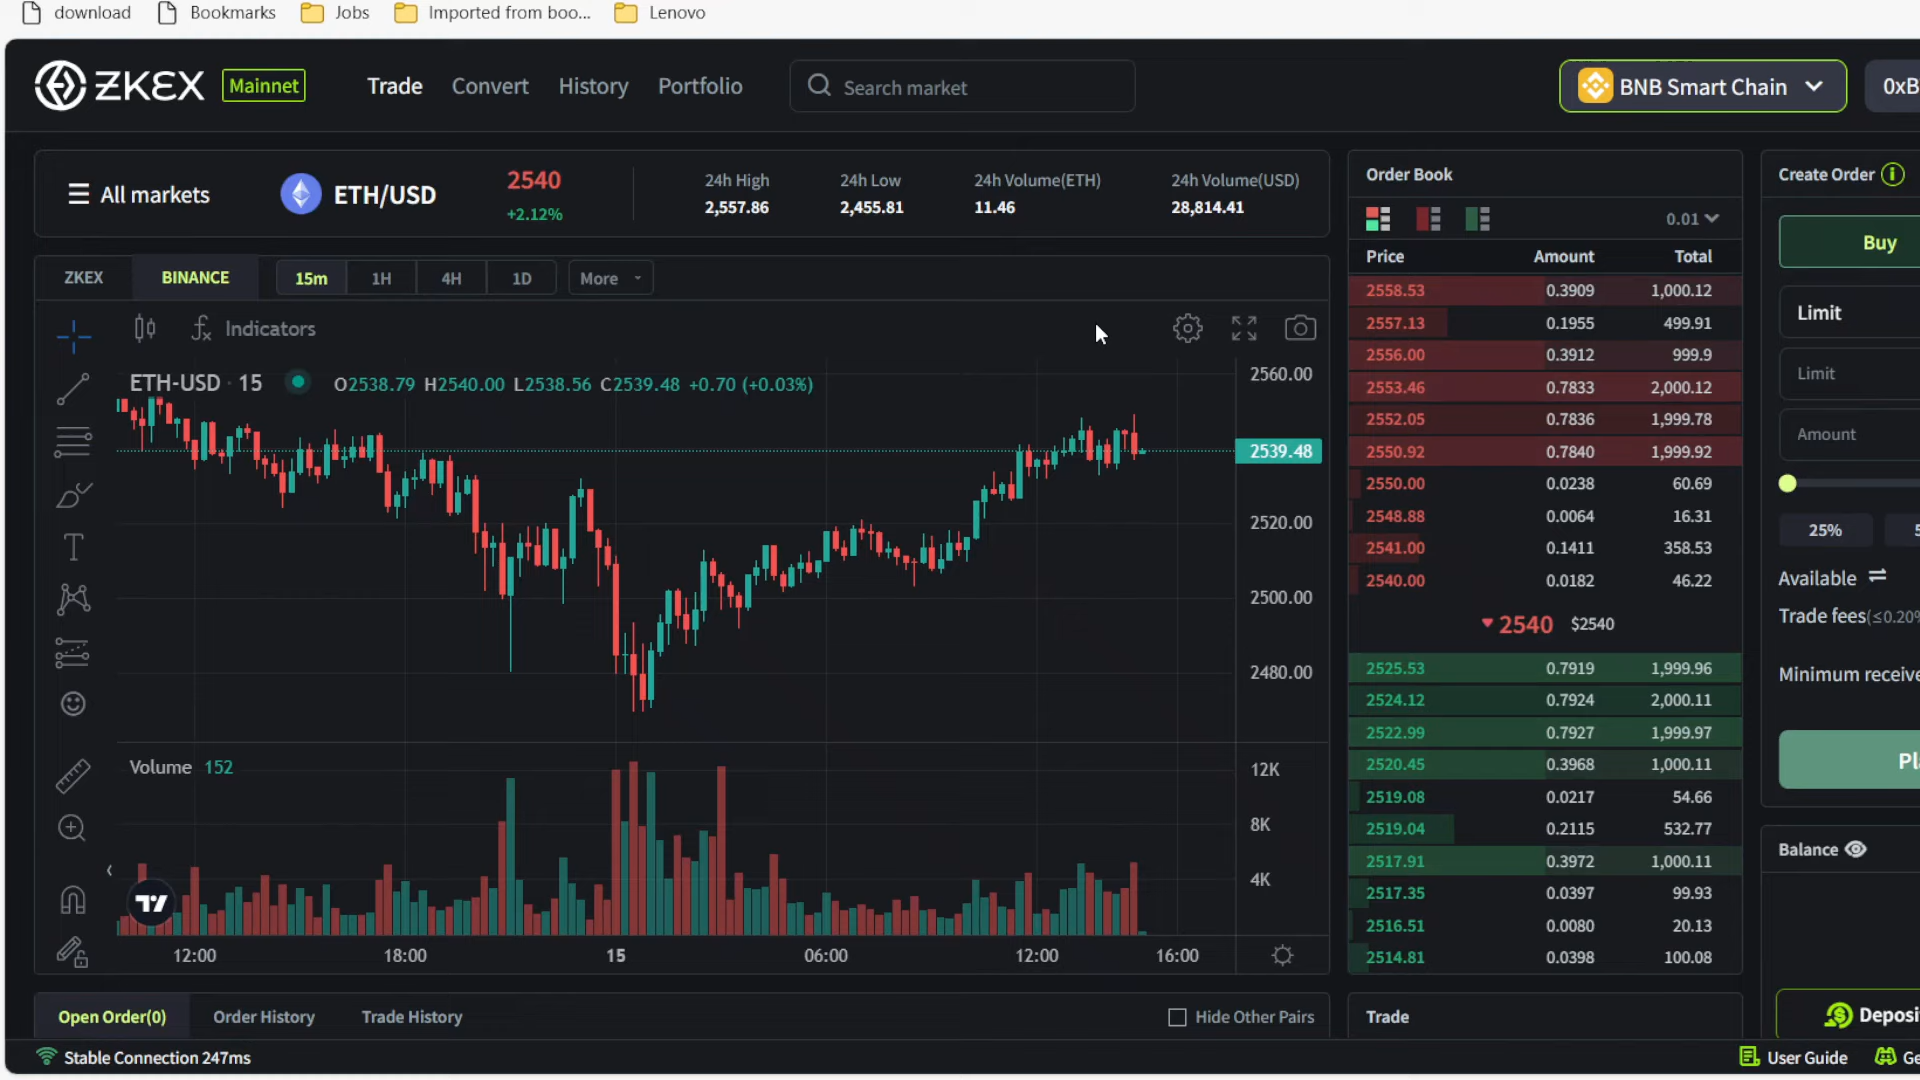 download Bookmarks Jobs Imported from boo... Lenovo
ZKEX Mainnet Trade Convert History Portfolio Search market BNB Smart Chain 0xB
All markets ETH/USD 2540 +2.12%
24h High 24h Low 24h Volume(ETH) 24h Volume(USD)
2,557.86 2,455.81 11.46 28,814.41
ZKEX BINANCE 15m 1H 4H 1D More
Indicators
ETH-USD · 15 O2538.79 H2540.00 L2538.56 C2539.48 +0.70 (+0.03%)
2560.00
2539.48
2520.00
2500.00
2480.00
Volume 152
12K
8K
4K
12:00 18:00 15 06:00 12:00 16:00
Open Order(0) Order History Trade History Hide Other Pairs
Stable Connection 247ms
Order Book
0.01
Price Amount Total
2558.53 0.3909 1,000.12
2557.13 0.1955 499.91
2556.00 0.3912 999.9
2553.46 0.7833 2,000.12
2552.05 0.7836 1,999.78
2550.92 0.7840 1,999.92
2550.00 0.0238 60.69
2548.88 0.0064 16.31
2541.00 0.1411 358.53
2540.00 0.0182 46.22
2540 $2540
2525.53 0.7919 1,999.96
2524.12 0.7924 2,000.11
2522.99 0.7927 1,999.97
2520.45 0.3968 1,000.11
2519.08 0.0217 54.66
2519.04 0.2115 532.77
2517.91 0.3972 1,000.11
2517.35 0.0397 99.93
2516.51 0.0080 20.13
2514.81 0.0398 100.08
Trade
Create Order
Buy
Limit
Limit
Amount
25% 5
Available
Trade fees(≤0.20%
Minimum receive
Pl
Balance
Deposi
User Guide Ge